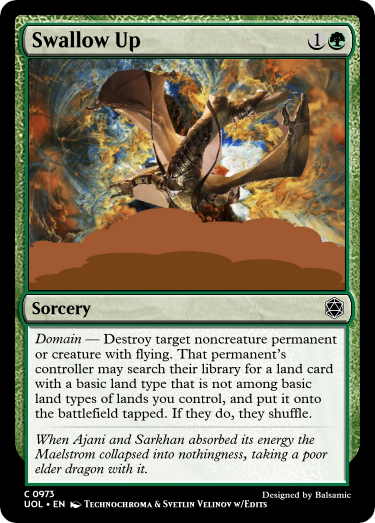 Swallow Up 1
Sorcery
Domain — Destroy target noncreature permanent
or creature with flying. That permanent's
controller may search their library for a land card
with a basic land type that is not among basic
land types of lands you control, and put it onto
the battlefield tapped. If they do, they shuffle.
When Ajani and Sarkhan absorbed its energy the
Maelstrom collapsed into nothingness, taking a poor
elder dragon with it.
C 0973
UOL • EN Technochroma & Svetlin Velinov w/Edits
Designed by Balsamic